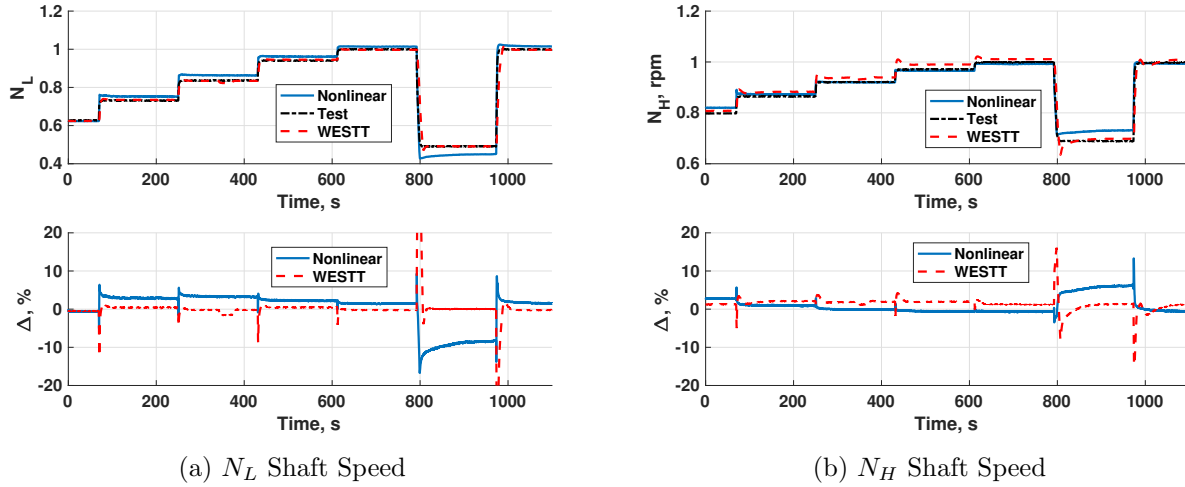 1.2
1
0.8
0.6
0.4
N_L
Nonlinear
Test
WESTT
0 200 400 600 800 1000
Time, s
20
10
0
-10
-20
Δ, %
Nonlinear
WESTT
0 200 400 600 800 1000
Time, s
(a) N_L Shaft Speed
1.2
1
0.8
0.6
N_H, rpm
Nonlinear
Test
WESTT
0 200 400 600 800 1000
Time, s
20
10
0
-10
-20
Δ, %
Nonlinear
WESTT
0 200 400 600 800 1000
Time, s
(b) N_H Shaft Speed